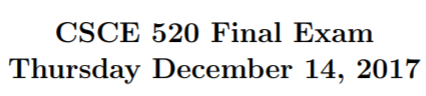 CSCE 520 Final Exam
Thursday December 14, 2017